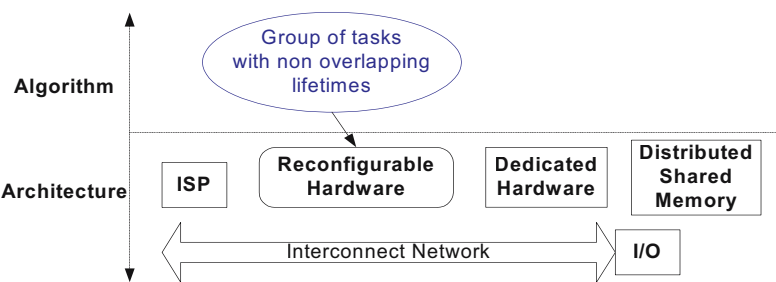 Group of tasks
with non overlapping
lifetimes
Algorithm
Architecture
ISP
Reconfigurable
Hardware
Dedicated
Hardware
Distributed
Shared
Memory
Interconnect Network
I/O